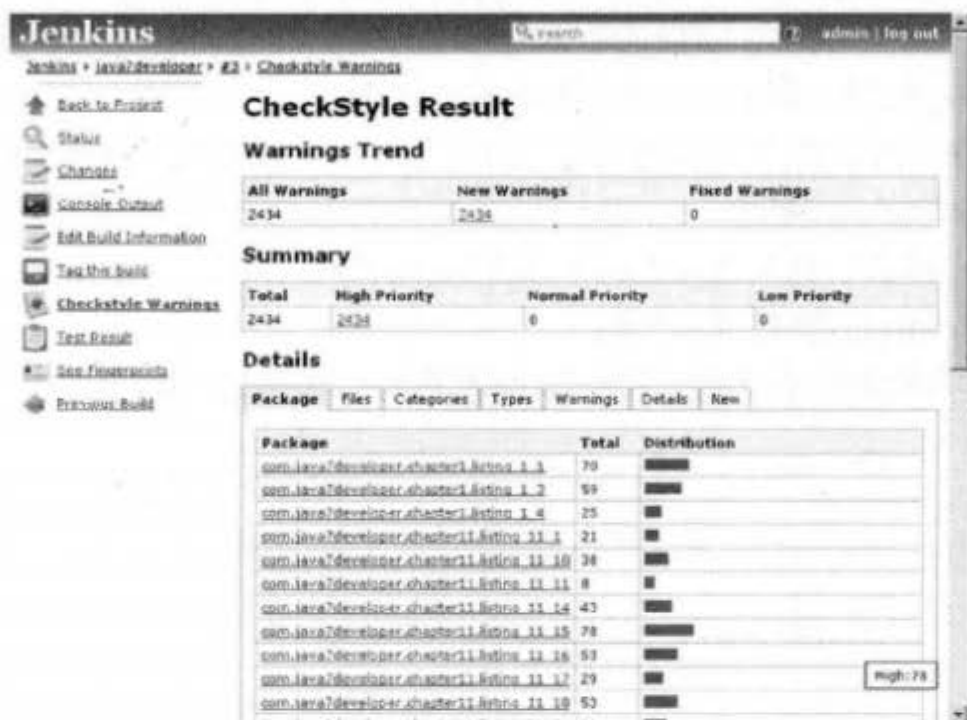 Jenkins
search
? admin | log out
Jenkins » java7developer » #3 » Checkstyle Warnings
Back to Project
Status
Changes
Console Output
Edit Build Information
Tag this build
Checkstyle Warnings
Test Result
See Fingerprints
Previous Build
CheckStyle Result
Warnings Trend
All Warnings New Warnings Fixed Warnings
2434 2434 0
Summary
Total High Priority Normal Priority Low Priority
2434 2434 0 0
Details
Package Files Categories Types Warnings Details New
Package Total Distribution
com.java7developer.chapter1.listing_1_1 70
com.java7developer.chapter1.listing_1_3 59
com.java7developer.chapter1.listing_1_4 25
com.java7developer.chapter11.listing_11_1 21
com.java7developer.chapter11.listing_11_10 38
com.java7developer.chapter11.listing_11_11 8
com.java7developer.chapter11.listing_11_14 43
com.java7developer.chapter11.listing_11_15 78
com.java7developer.chapter11.listing_11_16 53
com.java7developer.chapter11.listing_11_17 29
High:78
com.java7developer.chapter11.listing_11_18 53